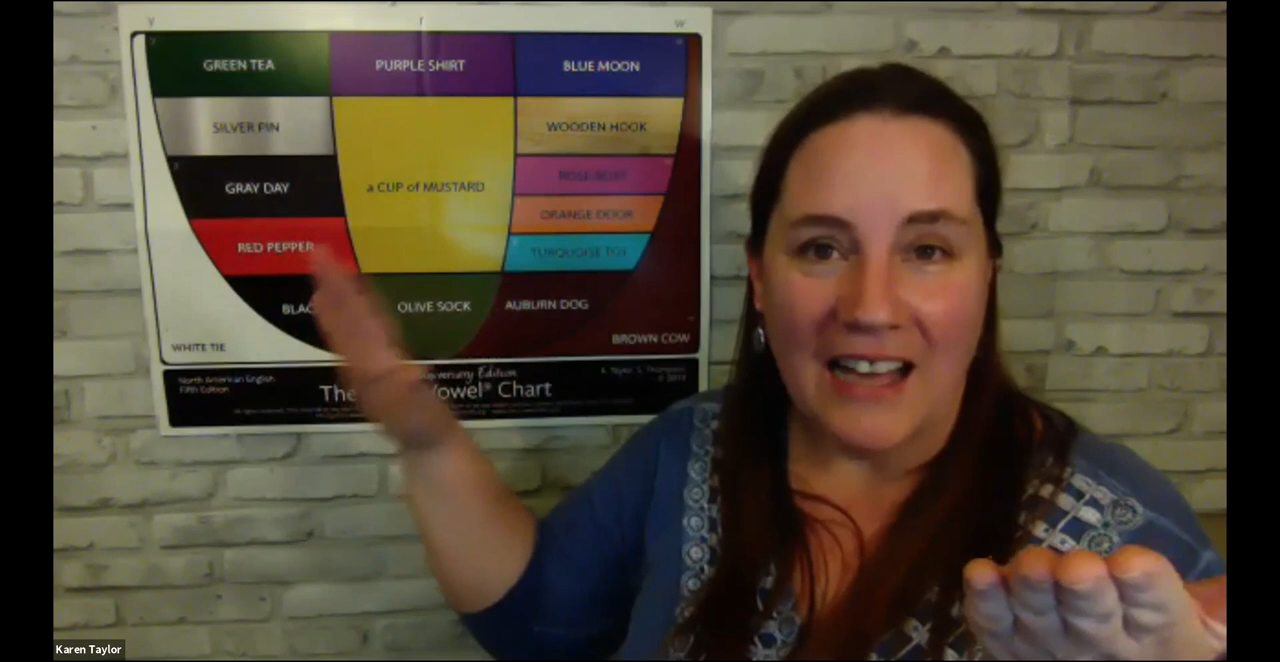 y r w
GREEN TEA PURPLE SHIRT BLUE MOON
SILVER PIN WOODEN HOOK
GRAY DAY a CUP of MUSTARD
ORANGE DOOR
RED PEPPER TURQUOISE TOY
OLIVE SOCK AUBURN DOG
WHITE TIE BROWN COW
North American English
Fifth Edition
Edition
The Vowel® Chart
Karen Taylor